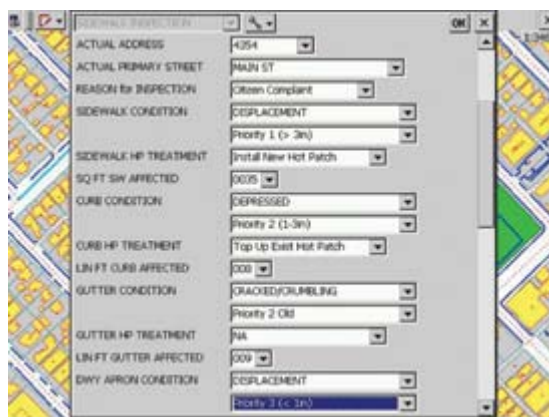 SIDEWALK INSPECTION OK
ACTUAL ADDRESS 4354
ACTUAL PRIMARY STREET MAIN ST
REASON for INSPECTION Citizen Complaint
SIDEWALK CONDITION DISPLACEMENT
Priority 1 (> 3in)
SIDEWALK HP TREATMENT Install New Hot Patch
SQ FT SW AFFECTED 0035
CURB CONDITION DEPRESSED
Priority 2 (1-3in)
CURB HP TREATMENT Top Up Exist Hot Patch
LIN FT CURB AFFECTED 008
GUTTER CONDITION CRACKED/CRUMBLING
Priority 2 Old
GUTTER HP TREATMENT NA
LIN FT GUTTER AFFECTED 009
DWY APRON CONDITION DISPLACEMENT
Priority 3 (< 1in)